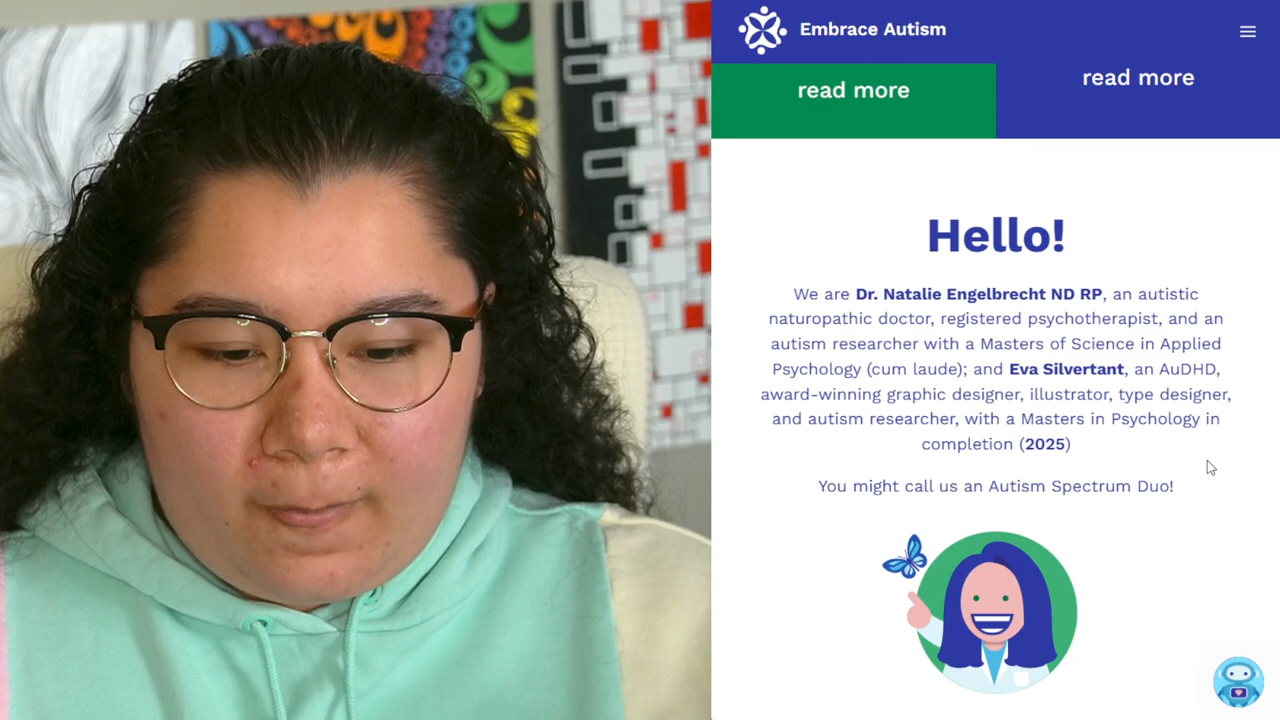 Embrace Autism
read more
read more
Hello!
We are Dr. Natalie Engelbrecht ND RP, an autistic
naturopathic doctor, registered psychotherapist, and an
autism researcher with a Masters of Science in Applied
Psychology (cum laude); and Eva Silvertant, an AuDHD,
award-winning graphic designer, illustrator, type designer,
and autism researcher, with a Masters in Psychology in
completion (2025)
You might call us an Autism Spectrum Duo!